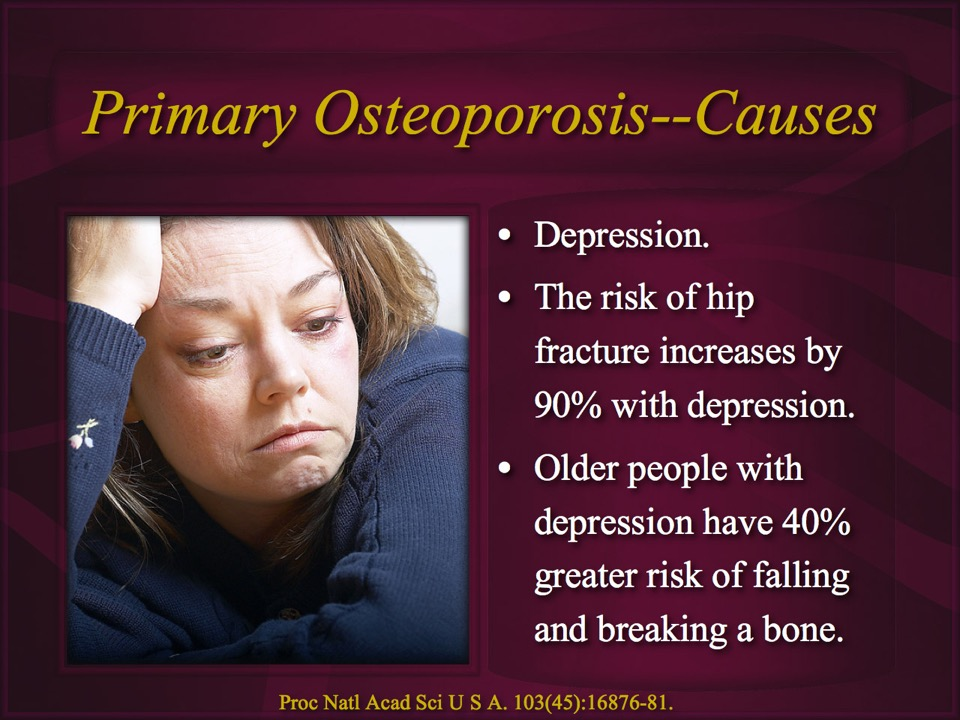 Primary Osteoporosis--Causes
• Depression.
• The risk of hip
fracture increases by
90% with depression.
• Older people with
depression have 40%
greater risk of falling
and breaking a bone.
Proc Natl Acad Sci U S A. 103(45):16876-81.